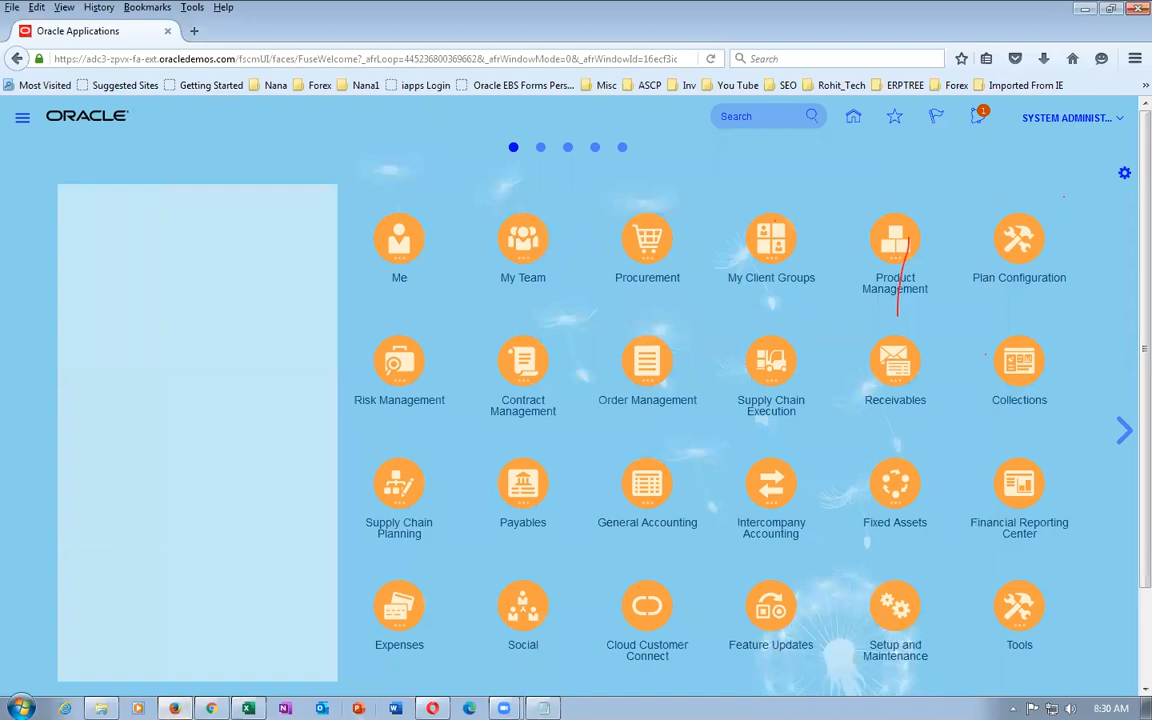 File Edit View History Bookmarks Tools Help
Oracle Applications
https://adc3-zpvx-fa-ext.oracledemos.com/fscmUI/faces/FuseWelcome?_afrLoop=4452368003696662&_afrWindowMode=0&_afrWindowId=16ecf3ic
Search
Most Visited Suggested Sites Getting Started Nana Forex Nana1 iapps Login Oracle EBS Forms Pers... Misc ASCP Inv You Tube SEO Rohit_Tech ERPTREE Forex Imported From IE
ORACLE
Search
1
SYSTEM ADMINIST...
Me My Team Procurement My Client Groups Product Management Plan Configuration
Risk Management Contract Management Order Management Supply Chain Execution Receivables Collections
Supply Chain Planning Payables General Accounting Intercompany Accounting Fixed Assets Financial Reporting Center
Expenses Social Cloud Customer Connect Feature Updates Setup and Maintenance Tools
8:30 AM